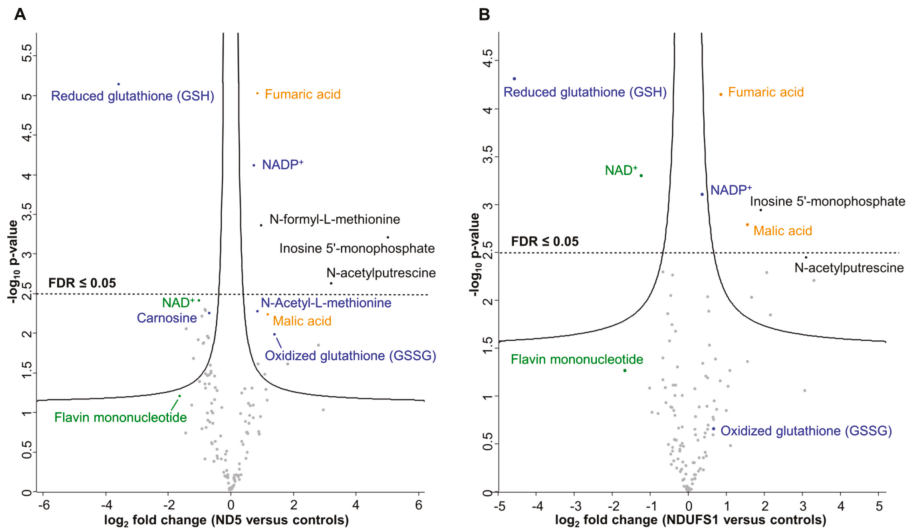 A
5.5
5
4.5
4
3.5
3
2.5
2
1.5
1
0.5
0
-log10 p-value
Reduced glutathione (GSH)
Fumaric acid
NADP+
N-formyl-L-methionine
Inosine 5'-monophosphate
N-acetylputrescine
FDR ≤ 0.05
NAD+
N-Acetyl-L-methionine
Carnosine
Malic acid
Oxidized glutathione (GSSG)
Flavin mononucleotide
-6 -4 -2 0 2 4 6
log2 fold change (ND5 versus controls)
B
4.5
4
3.5
3
2.5
2
1.5
1
0.5
0
-log10 p-value
Reduced glutathione (GSH)
Fumaric acid
NAD+
NADP+
Inosine 5'-monophosphate
Malic acid
FDR ≤ 0.05
N-acetylputrescine
Flavin mononucleotide
Oxidized glutathione (GSSG)
-5 -4 -3 -2 -1 0 1 2 3 4 5
log2 fold change (NDUFS1 versus controls)